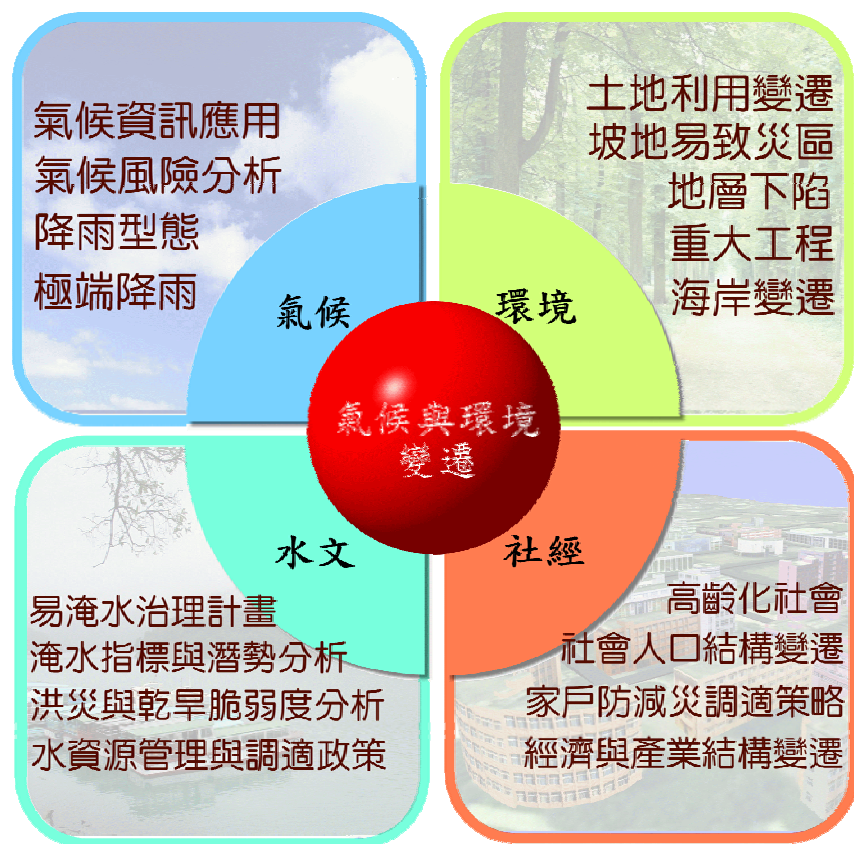 氣候資訊應用
氣候風險分析
降雨型態
極端降雨
氣候
土地利用變遷
坡地易致災區
地層下陷
重大工程
海岸變遷
環境
氣候與環境
變遷
水文
易淹水治理計畫
淹水指標與潛勢分析
洪災與乾旱脆弱度分析
水資源管理與調適政策
社經
高齡化社會
社會人口結構變遷
家戶防減災調適策略
經濟與產業結構變遷